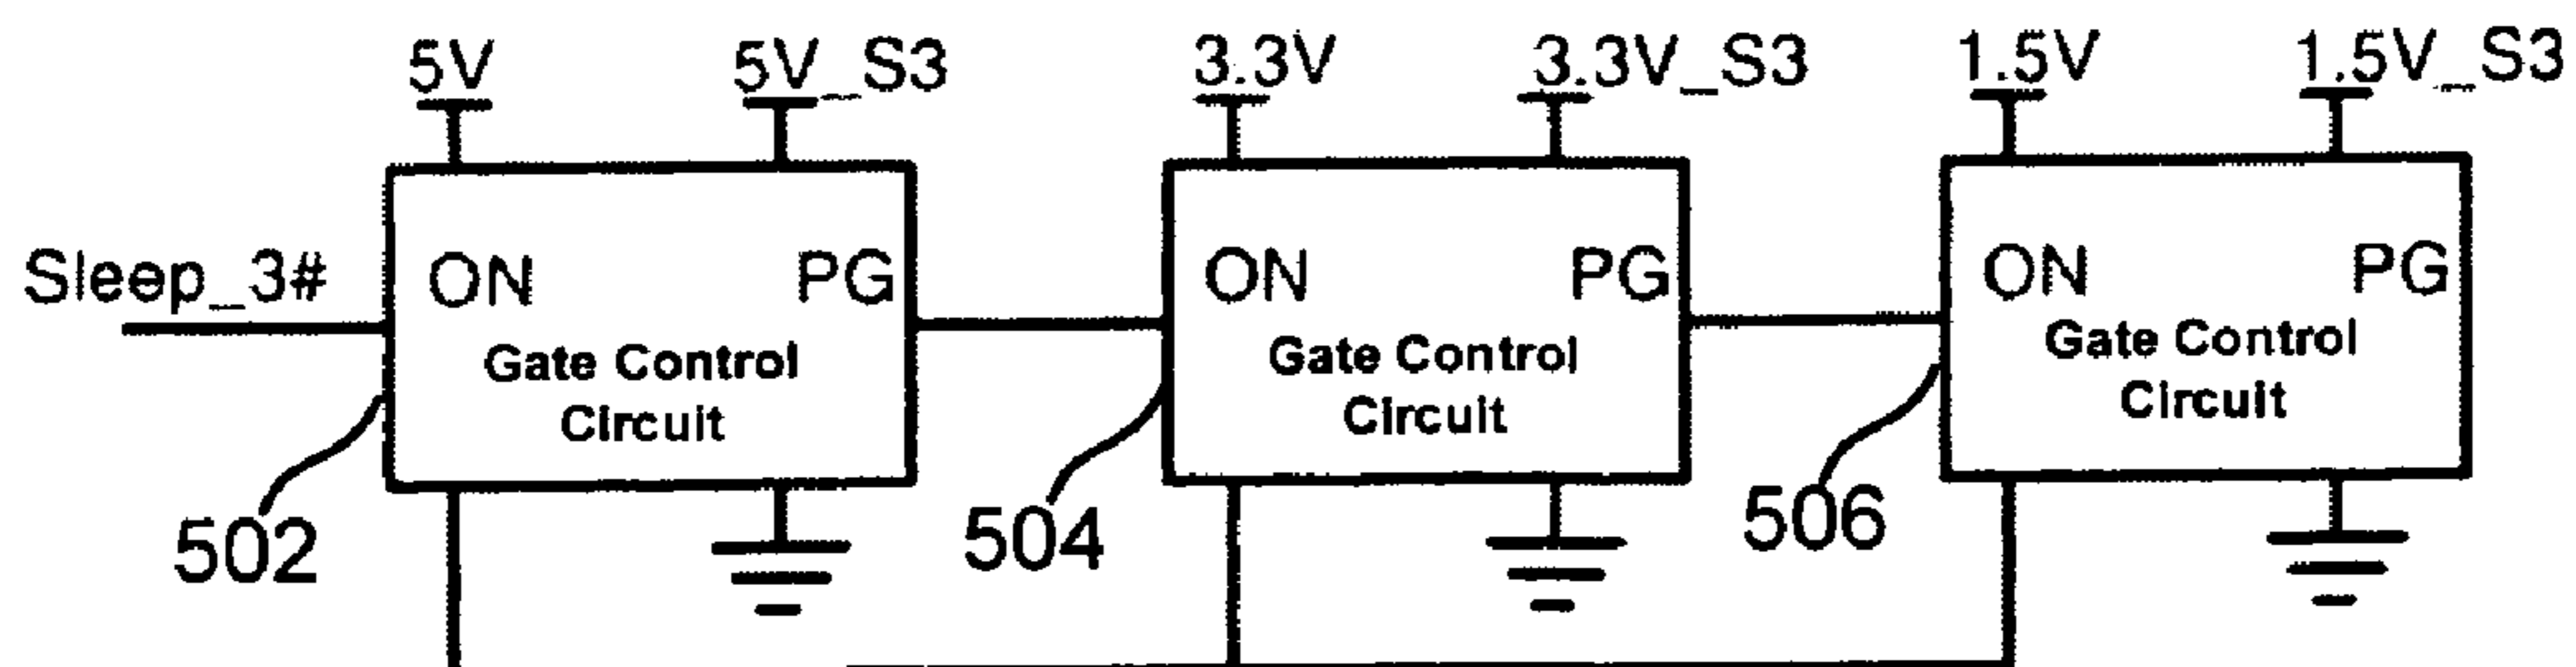 5V 5V_S3 3.3V 3.3V_S3 1.5V 1.5V_S3
Sleep_3# ON PG ON PG ON PG
Gate Control Gate Control Gate Control
Circuit Circuit Circuit
502 504 506